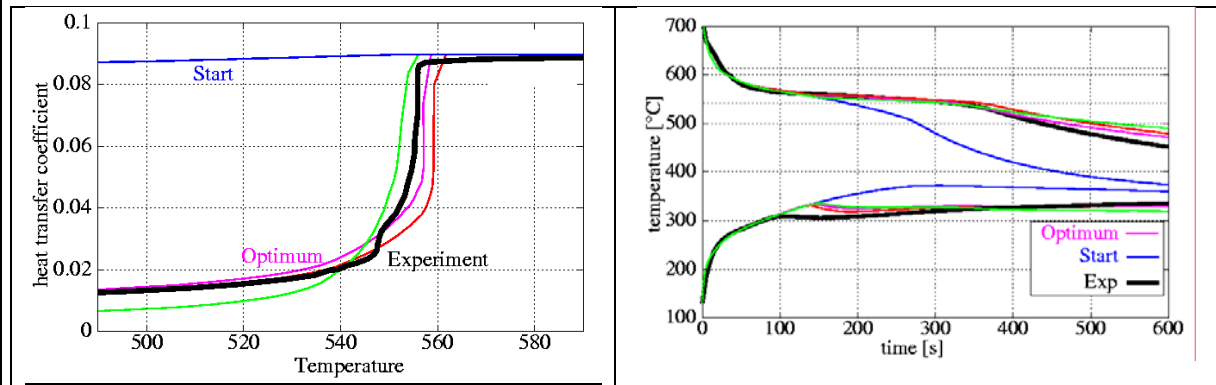 0.1
0.08
0.06
0.04
0.02
0
heat transfer coefficient
Start
Optimum
Experiment
500
520
540
560
580
Temperature
700
600
500
400
300
200
100
temperature [°C]
Optimum
Start
Exp
0
100
200
300
400
500
600
time [s]